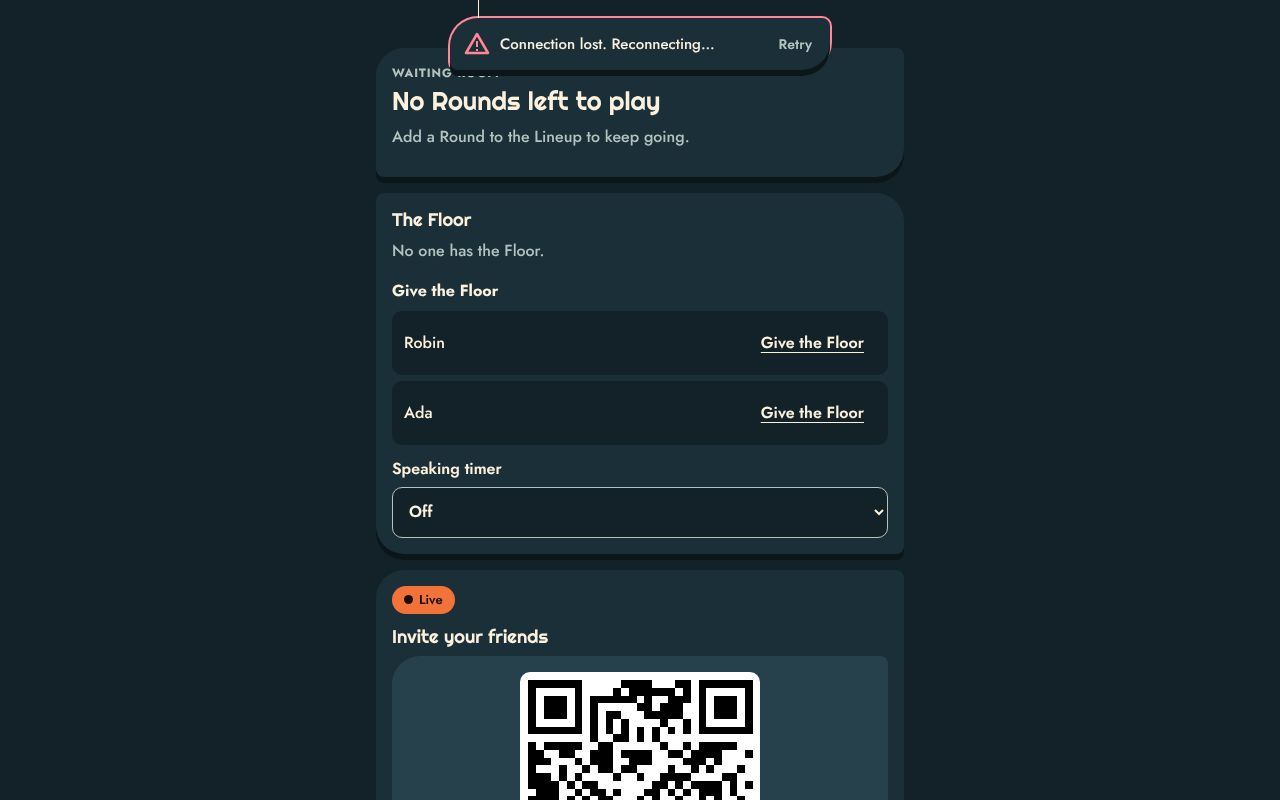 Connection lost. Reconnecting...
Retry
WAITING
No Rounds left to play
Add a Round to the Lineup to keep going.
The Floor
No one has the Floor.
Give the Floor
Robin
Give the Floor
Ada
Give the Floor
Speaking timer
Off
Live
Invite your friends